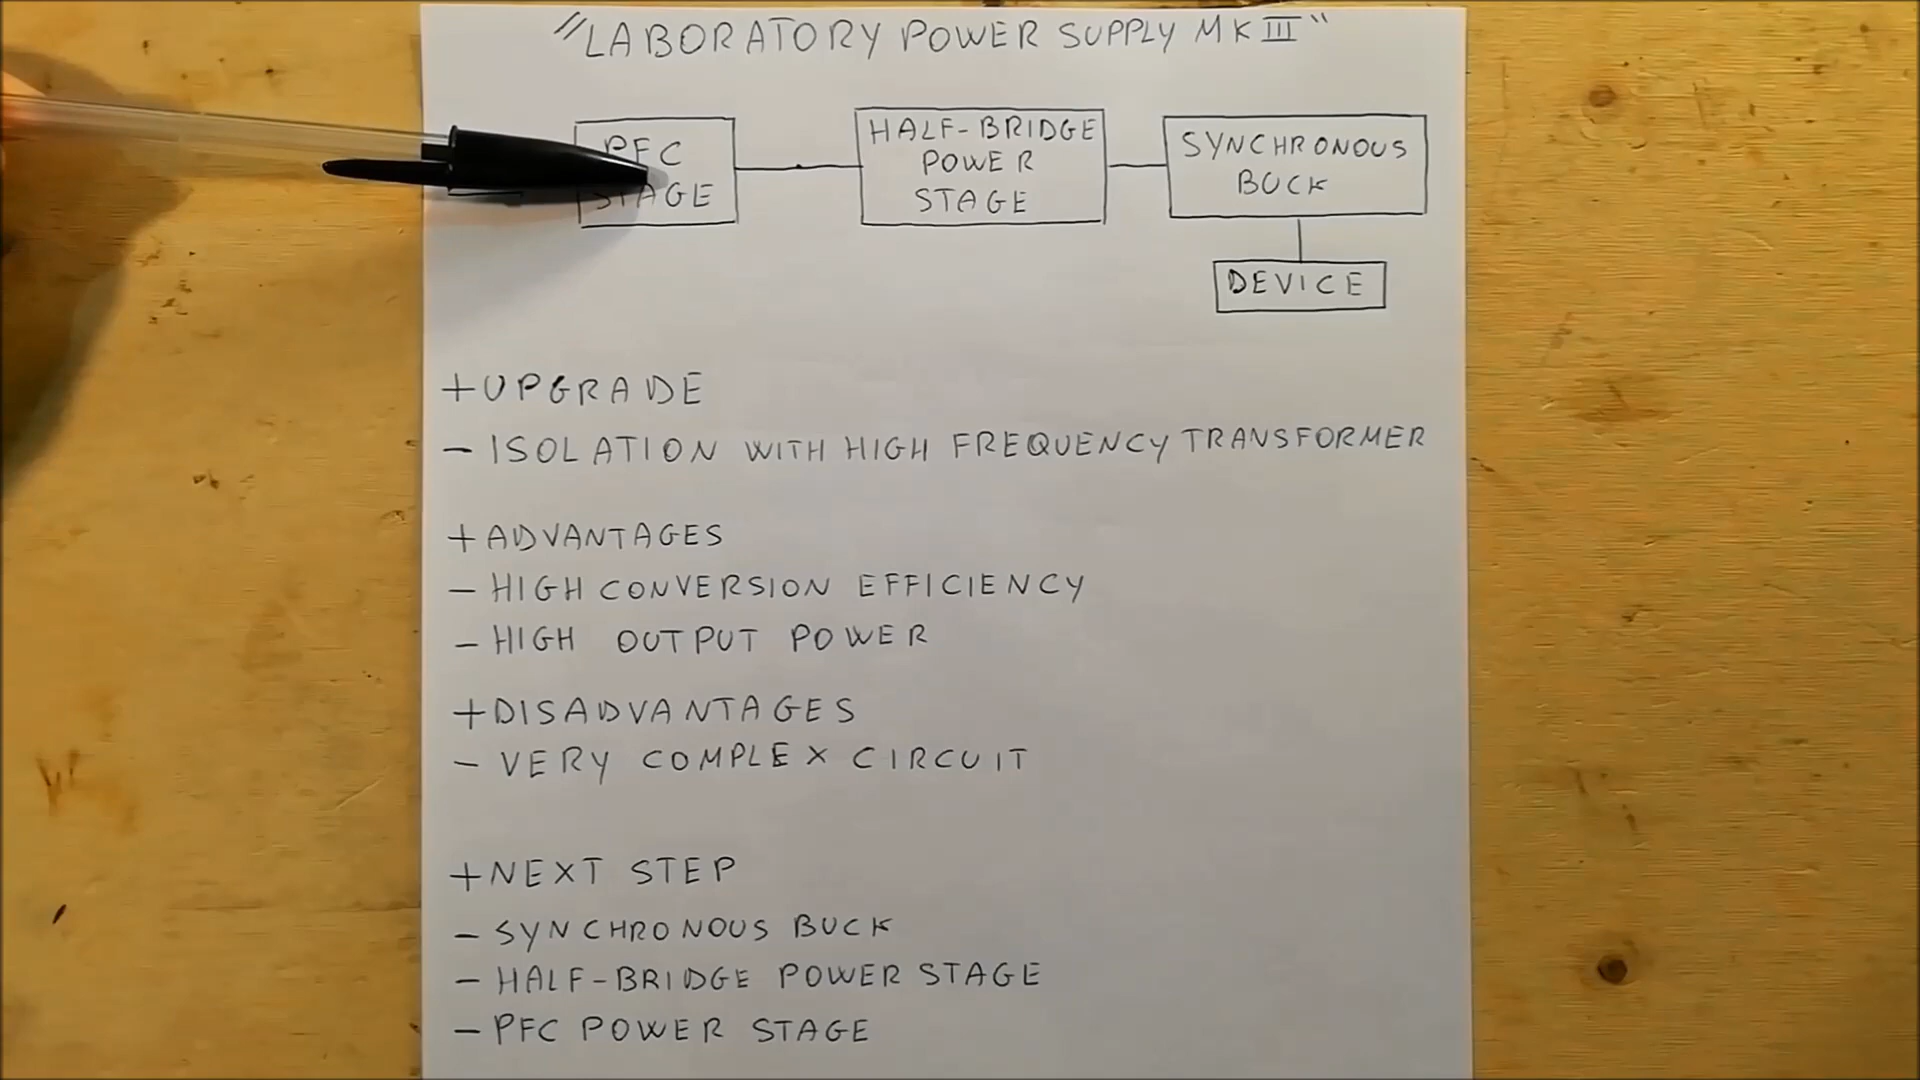 "LABORATORY POWER SUPPLY MK III"
PFC
STAGE
HALF-BRIDGE
POWER
STAGE
SYNCHRONOUS
BUCK
DEVICE
+UPGRADE
- ISOLATION WITH HIGH FREQUENCY TRANSFORMER
+ADVANTAGES
- HIGH CONVERSION EFFICIENCY
- HIGH OUTPUT POWER
+DISADVANTAGES
- VERY COMPLEX CIRCUIT
+NEXT STEP
- SYNCHRONOUS BUCK
- HALF-BRIDGE POWER STAGE
- PFC POWER STAGE